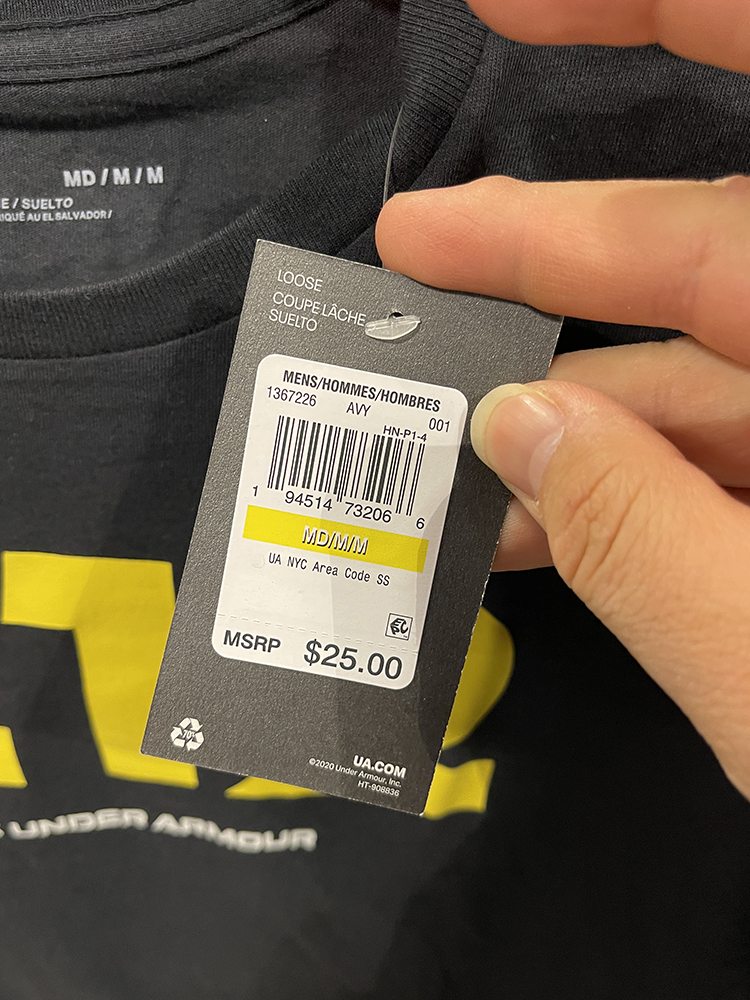 MD / M / M
E / SUELTO
IQUÉ AU EL SALVADOR /
LOOSE
COUPE LÂCHE
SUELTO
MENS/HOMMES/HOMBRES
1367226 AVY 001
HN-P1-4
1 94514 73206 6
MD/M/M
UA NYC Area Code SS
MSRP $25.00
70%
UA.COM
©2020 Under Armour, Inc.
HT-908836
UNDER ARMOUR